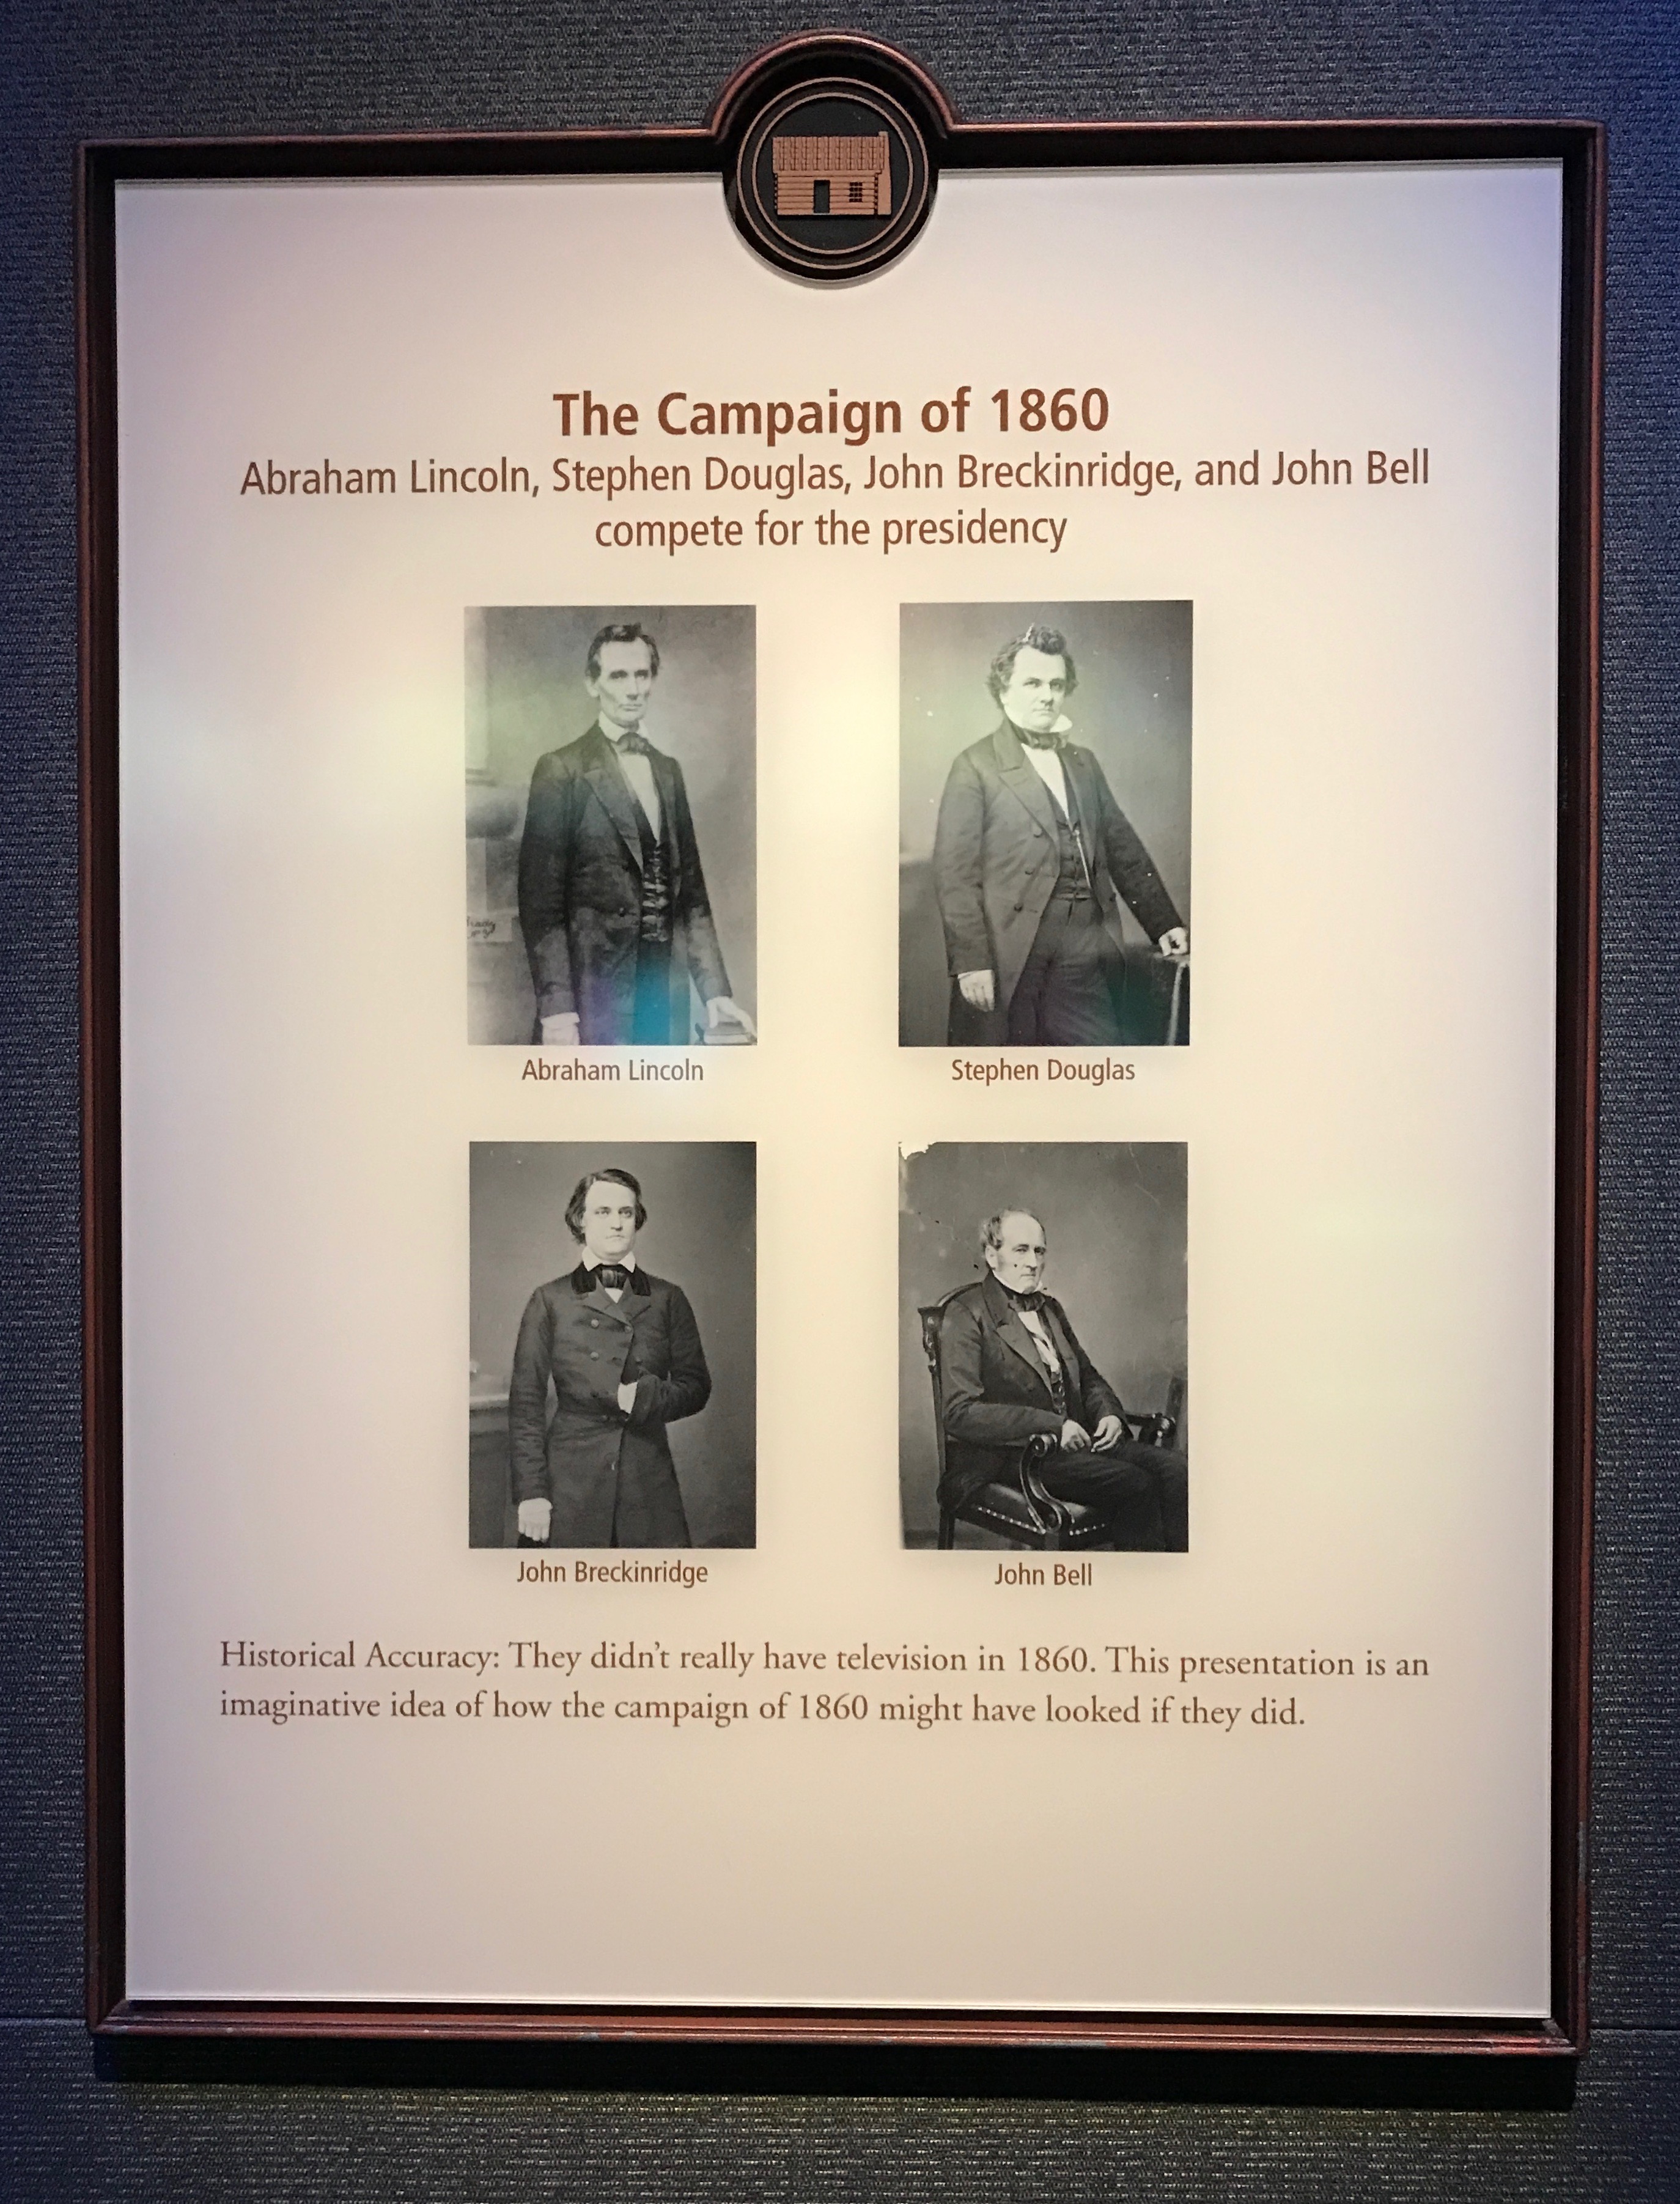 The Campaign of 1860
Abraham Lincoln, Stephen Douglas, John Breckinridge, and John Bell
compete for the presidency
Abraham Lincoln
Stephen Douglas
John Breckinridge
John Bell
Historical Accuracy: They didn't really have television in 1860. This presentation is an
imaginative idea of how the campaign of 1860 might have looked if they did.